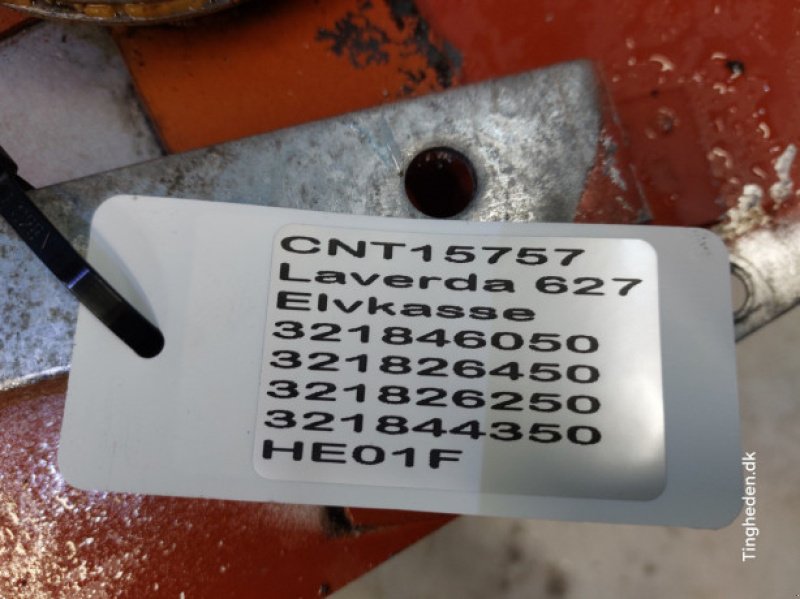 CNT15757
Laverda 627
Elvkasse
321846050
321826450
321826250
321844350
HE01F
Tingheden.dk